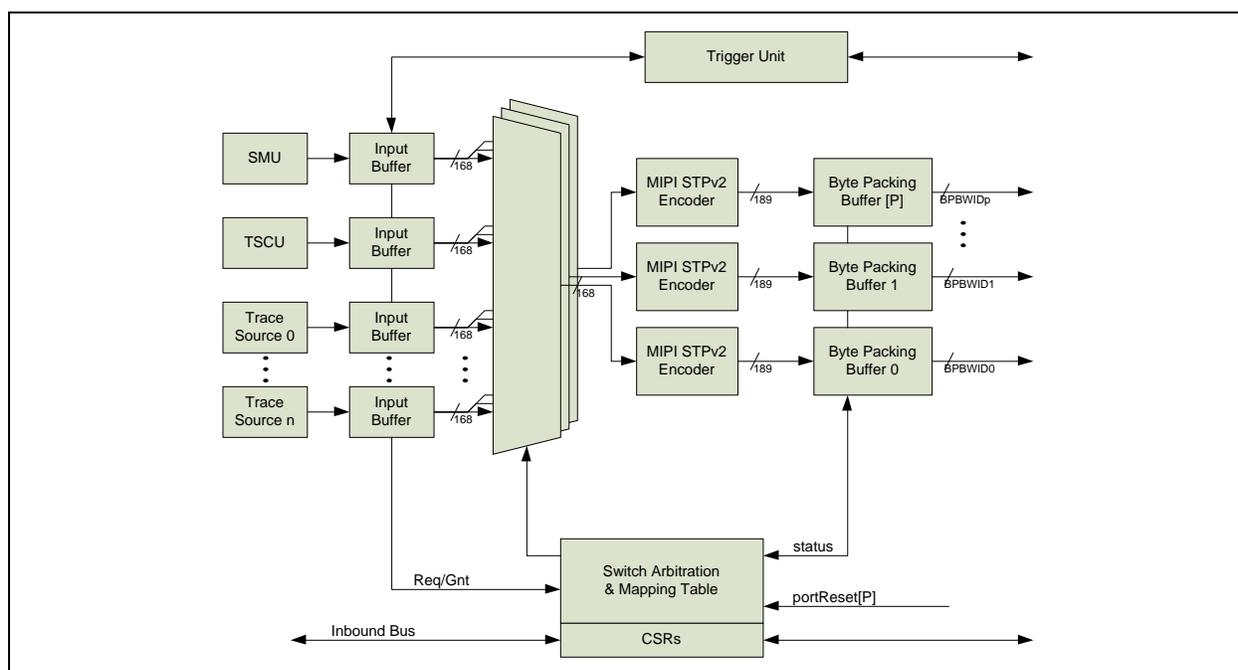 Trigger Unit
SMU
Input
Buffer
168
MIPI STPv2
Encoder
189
Byte Packing
Buffer [P]
BPBWIDp
TSCU
Input
Buffer
168
MIPI STPv2
Encoder
189
Byte Packing
Buffer 1
BPBWID1
168
Trace
Source 0
Input
Buffer
168
MIPI STPv2
Encoder
189
Byte Packing
Buffer 0
BPBWID0
Trace
Source n
Input
Buffer
168
status
Req/Gnt
Switch Arbitration
& Mapping Table
portReset[P]
Inbound Bus
CSRs